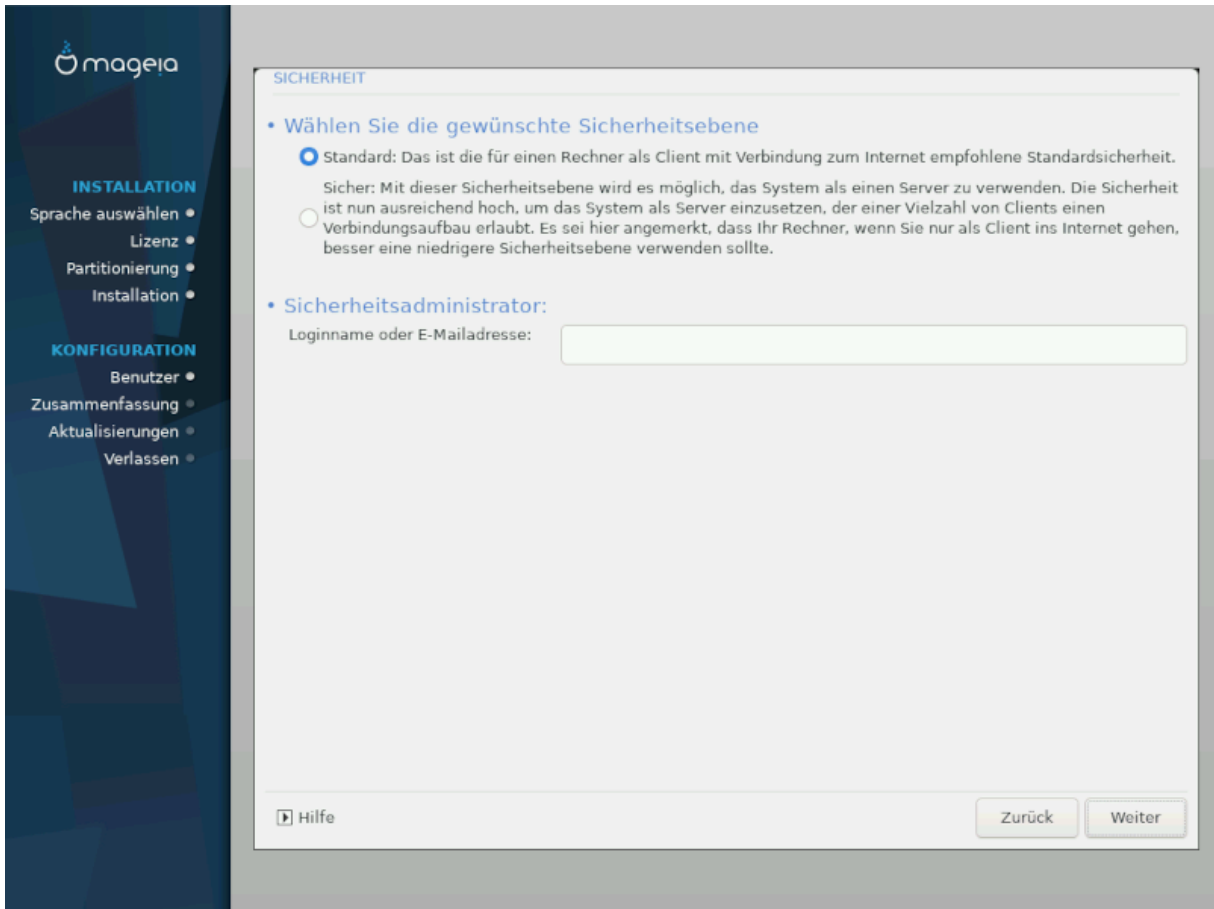 mageia
INSTALLATION
Sprache auswählen
Lizenz
Partitionierung
Installation
KONFIGURATION
Benutzer
Zusammenfassung
Aktualisierungen
Verlassen
SICHERHEIT
• Wählen Sie die gewünschte Sicherheitsebene
Standard: Das ist die für einen Rechner als Client mit Verbindung zum Internet empfohlene Standardsicherheit.
Sicher: Mit dieser Sicherheitsebene wird es möglich, das System als einen Server zu verwenden. Die Sicherheit
ist nun ausreichend hoch, um das System als Server einzusetzen, der einer Vielzahl von Clients einen
Verbindungsaufbau erlaubt. Es sei hier angemerkt, dass Ihr Rechner, wenn Sie nur als Client ins Internet gehen,
besser eine niedrigere Sicherheitsebene verwenden sollte.
• Sicherheitsadministrator:
Loginname oder E-Mailadresse:
Hilfe
Zurück
Weiter